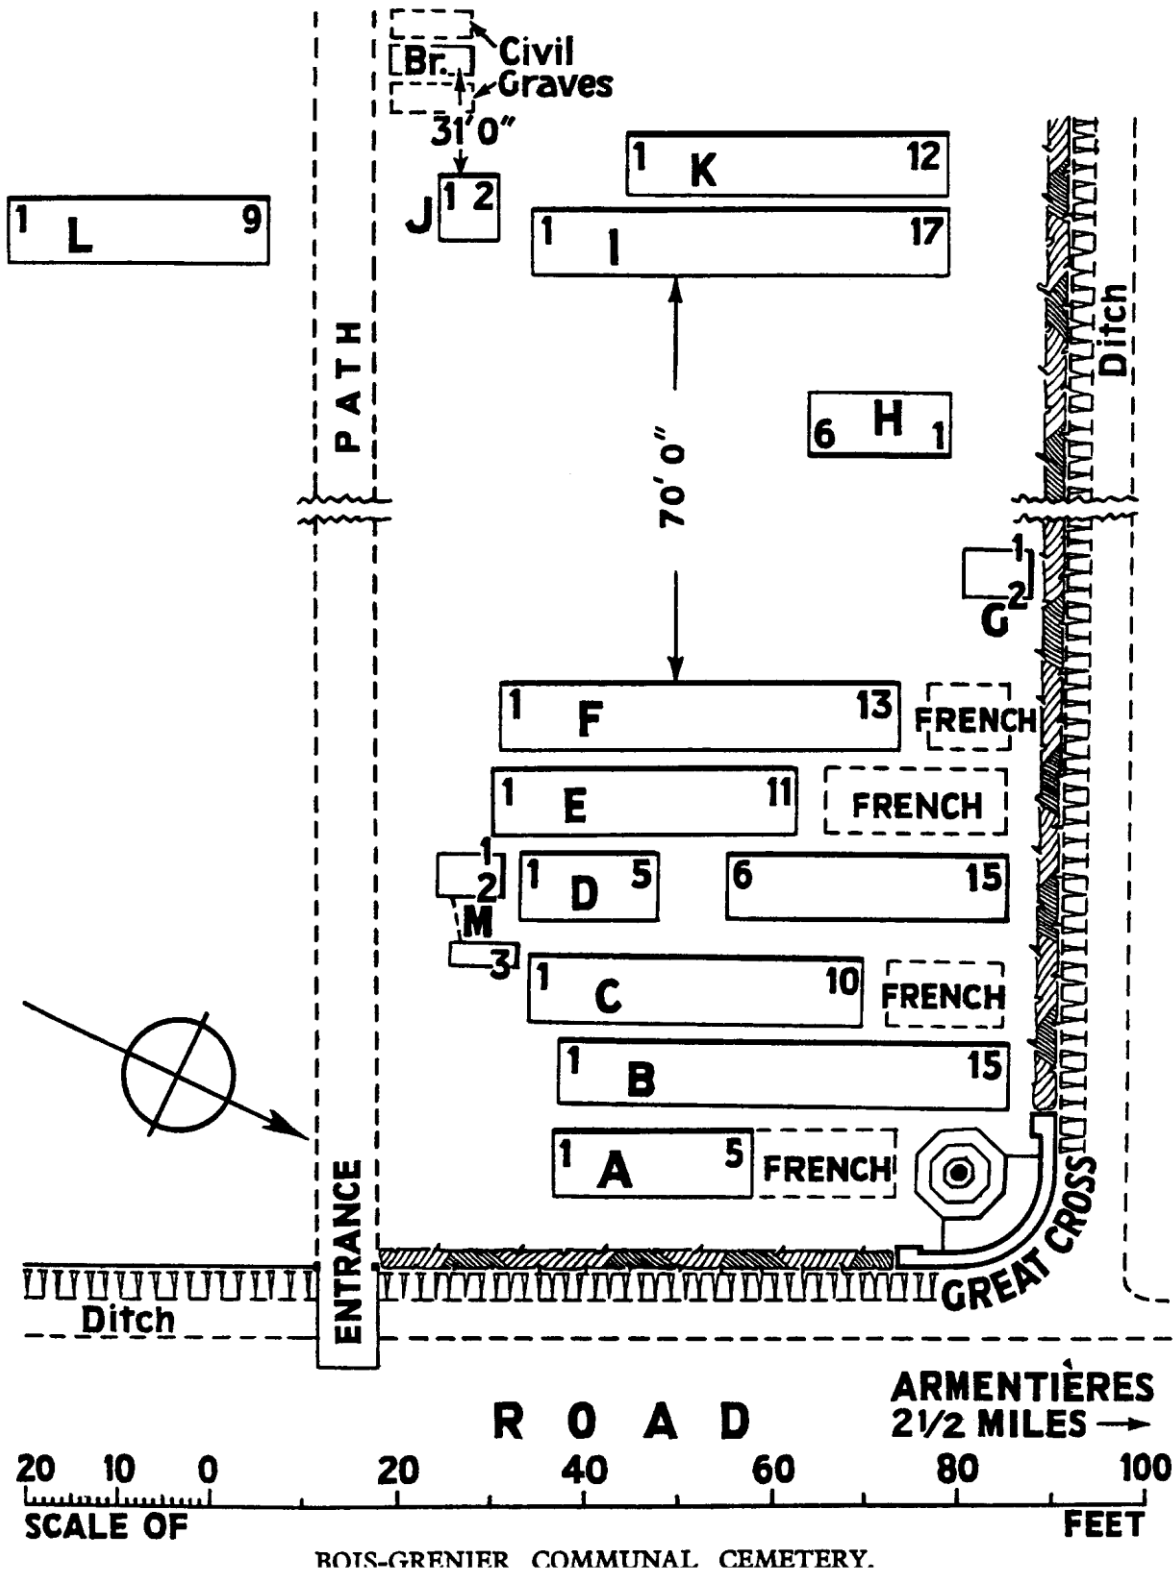 Civil
Br.
Graves
31'0"
1 K 12
1 L 9
J 1 2
1 I 17
Ditch
PATH
6 H 1
70' 0"
1
2
G
1 F 13
FRENCH
1 E 11
FRENCH
1
2
M
3
1 D 5
6 15
1 C 10
FRENCH
1 B 15
1 A 5
FRENCH
ENTRANCE
GREAT CROSS
Ditch
ARMENTIÈRES
2 1/2 MILES
ROAD
20 10 0 20 40 60 80 100
SCALE OF FEET
BOIS-GRENIER COMMUNAL CEMETERY.